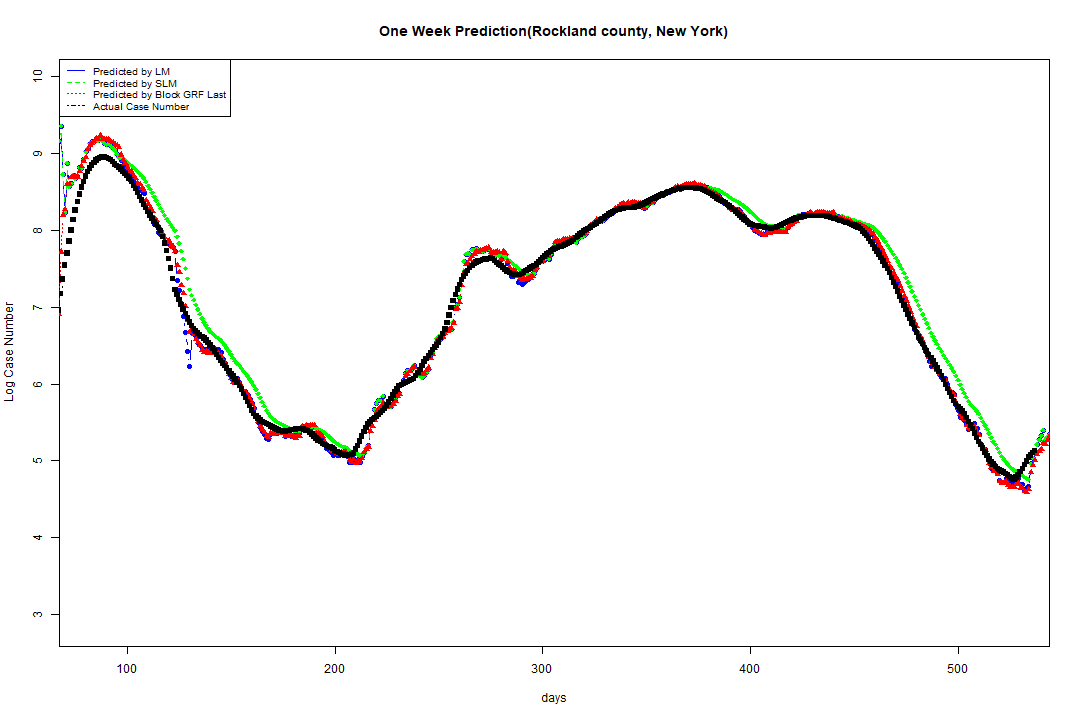 One Week Prediction(Rockland county, New York)
Predicted by LM
Predicted by SLM
Predicted by Block GRF Last
Actual Case Number
10
9
8
7
6
5
4
3
Log Case Number
100 200 300 400 500
days